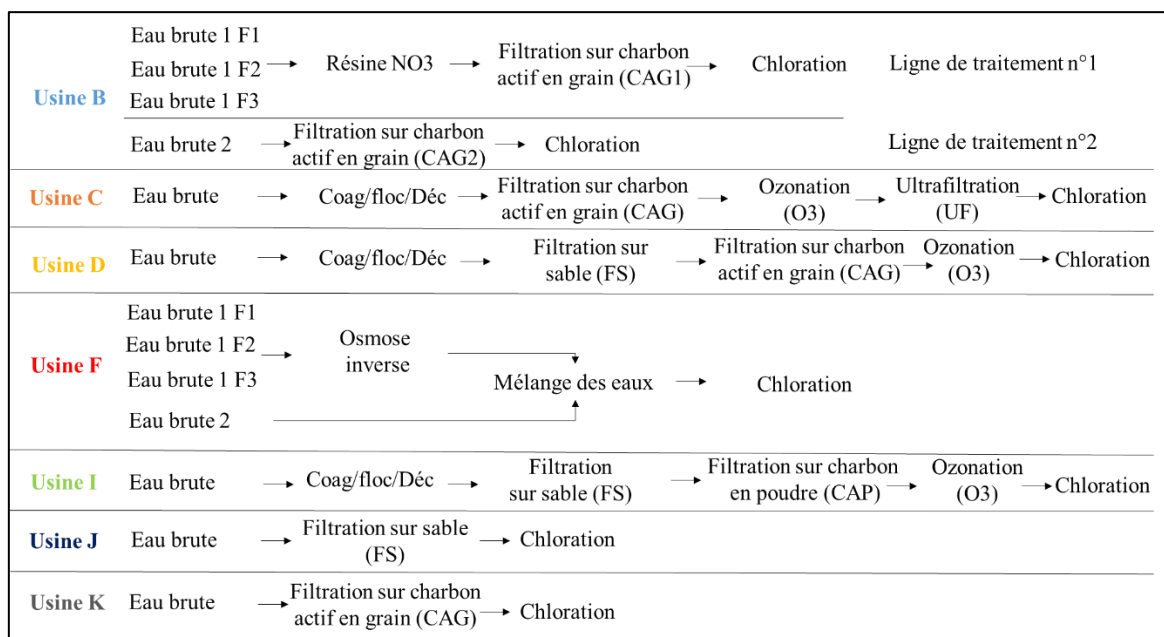 Usine B
Eau brute 1 F1
Eau brute 1 F2
Eau brute 1 F3
Résine NO3
Filtration sur charbon
actif en grain (CAG1)
Chloration
Ligne de traitement n°1
Eau brute 2
Filtration sur charbon
actif en grain (CAG2)
Chloration
Ligne de traitement n°2
Usine C
Eau brute
Coag/floc/Déc
Filtration sur charbon
actif en grain (CAG)
Ozonation
(O3)
Ultrafiltration
(UF)
Chloration
Usine D
Eau brute
Coag/floc/Déc
Filtration sur
sable (FS)
Filtration sur charbon
actif en grain (CAG)
Ozonation
(O3)
Chloration
Usine F
Eau brute 1 F1
Eau brute 1 F2
Eau brute 1 F3
Eau brute 2
Osmose
inverse
Mélange des eaux
Chloration
Usine I
Eau brute
Coag/floc/Déc
Filtration
sur sable (FS)
Filtration sur charbon
en poudre (CAP)
Ozonation
(O3)
Chloration
Usine J
Eau brute
Filtration sur sable
(FS)
Chloration
Usine K
Eau brute
Filtration sur charbon
actif en grain (CAG)
Chloration